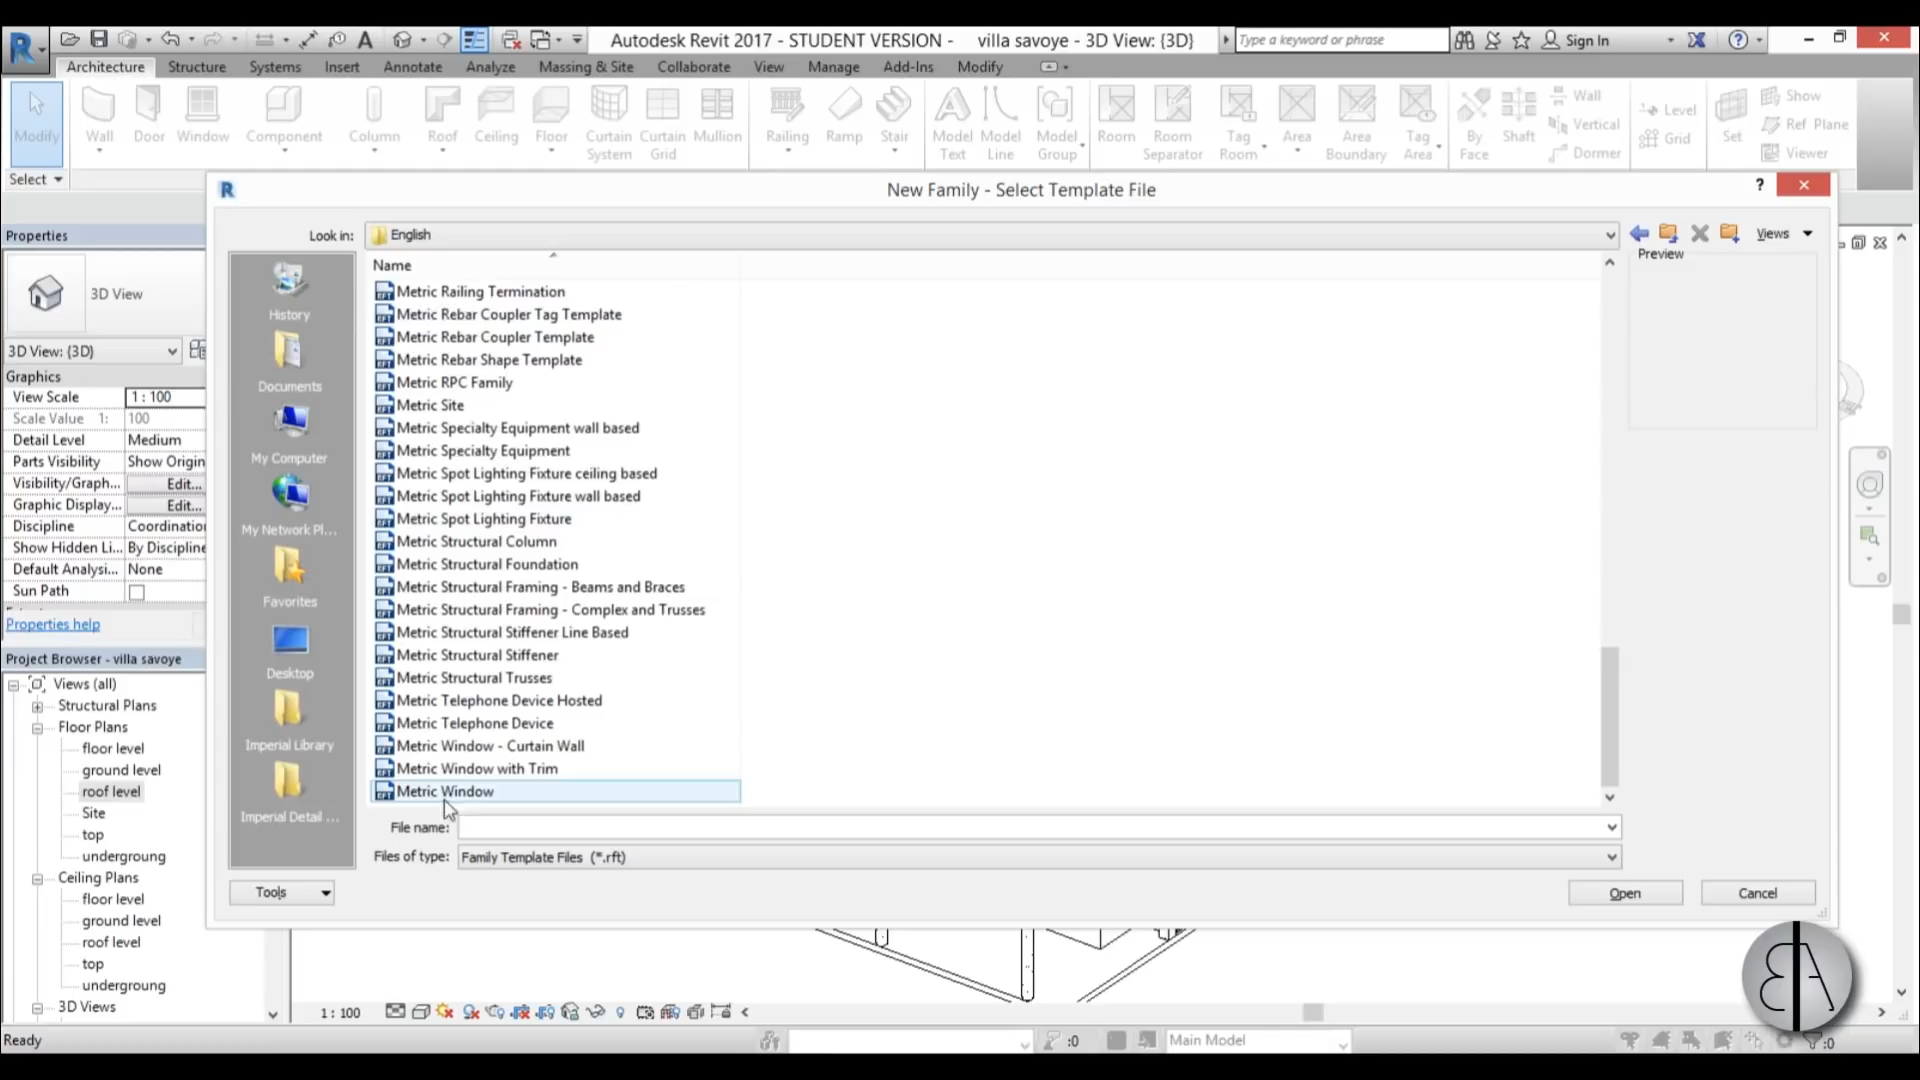 Autodesk Revit 2017 - STUDENT VERSION -    villa savoye - 3D View: {3D}
Type a keyword or phrase
Sign In
Architecture Structure Systems Insert Annotate Analyze Massing & Site Collaborate View Manage Add-Ins Modify
Modify Wall Door Window Component Column Roof Ceiling Floor Curtain System Curtain Grid Mullion Railing Ramp Stair Model Text Model Line Model Group Room Room Separator Tag Room Area Area Boundary Tag Area By Face Shaft Wall Vertical Dormer Level Grid Set Show Ref Plane Viewer
Select
New Family - Select Template File
?
Properties
3D View
3D View: {3D}
Graphics
View Scale 1 : 100
Scale Value 1: 100
Detail Level Medium
Parts Visibility Show Origin
Visibility/Graph... Edit...
Graphic Display... Edit...
Discipline Coordination
Show Hidden Li... By Discipline
Default Analysi... None
Sun Path
Properties help
Project Browser - villa savoye
Views (all)
Structural Plans
Floor Plans
floor level
ground level
roof level
Site
top
undergroung
Ceiling Plans
floor level
ground level
roof level
top
undergroung
3D Views
Look in: English
Views
Preview
History
Documents
My Computer
My Network Pl...
Favorites
Desktop
Imperial Library
Imperial Detail ...
Name
Metric Railing Termination
Metric Rebar Coupler Tag Template
Metric Rebar Coupler Template
Metric Rebar Shape Template
Metric RPC Family
Metric Site
Metric Specialty Equipment wall based
Metric Specialty Equipment
Metric Spot Lighting Fixture ceiling based
Metric Spot Lighting Fixture wall based
Metric Spot Lighting Fixture
Metric Structural Column
Metric Structural Foundation
Metric Structural Framing - Beams and Braces
Metric Structural Framing - Complex and Trusses
Metric Structural Stiffener Line Based
Metric Structural Stiffener
Metric Structural Trusses
Metric Telephone Device Hosted
Metric Telephone Device
Metric Window - Curtain Wall
Metric Window with Trim
Metric Window
File name:
Files of type: Family Template Files (*.rft)
Tools
Open
Cancel
1 : 100
Ready
:0
Main Model
:0